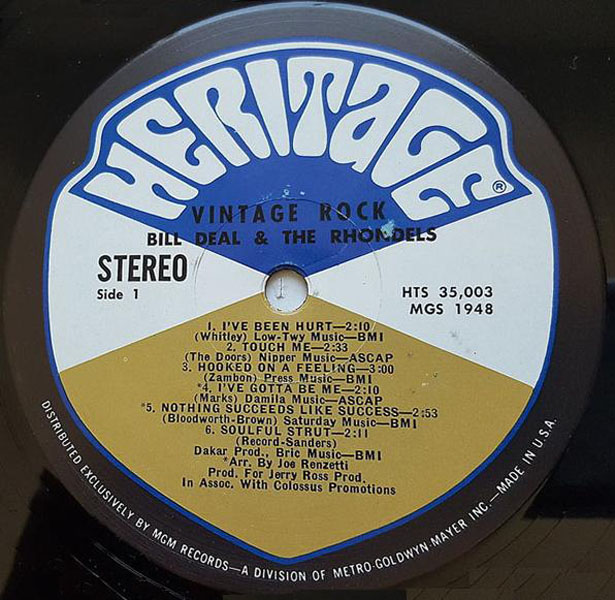 HERITAGE®
VINTAGE ROCK
BILL DEAL & THE RHONDELS
STEREO
Side 1
HTS 35,003
MGS 1948
1. I'VE BEEN HURT—2:10
(Whitley) Low-Twy Music—BMI
2. TOUCH ME—2:33
(The Doors) Nipper Music—ASCAP
3. HOOKED ON A FEELING—3:00
(Zambon) Press Music—BMI
*4. I'VE GOTTA BE ME—2:10
(Marks) Damila Music—ASCAP
*5. NOTHING SUCCEEDS LIKE SUCCESS—2:53
(Bloodworth-Brown) Saturday Music—BMI
6. SOULFUL STRUT—2:11
(Record-Sanders)
Dakar Prod., Bric Music—BMI
*Arr. By Joe Renzetti
Prod. For Jerry Ross Prod.
In Assoc. With Colossus Promotions
DISTRIBUTED EXCLUSIVELY BY MGM RECORDS—A DIVISION OF METRO-GOLDWYN-MAYER INC.—MADE IN U.S.A.